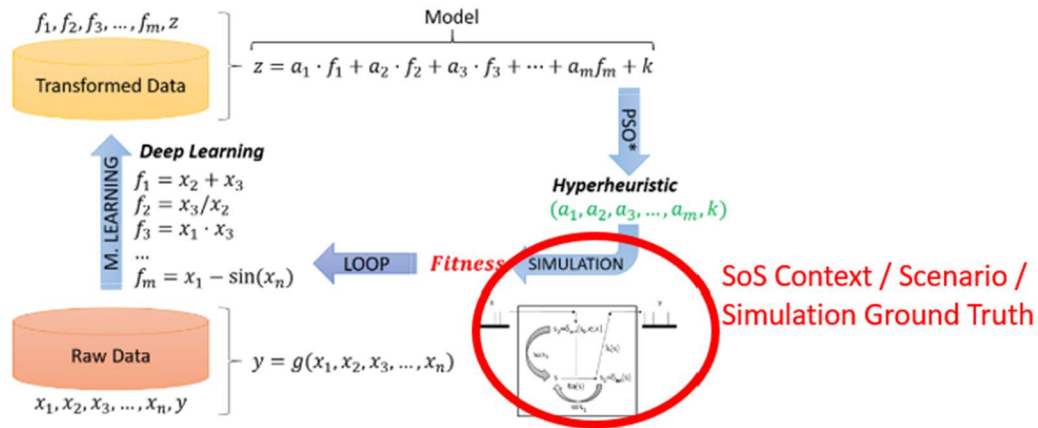 f₁, f₂, f₃, ..., fₘ, z
Transformed Data
Model
z = a₁ · f₁ + a₂ · f₂ + a₃ · f₃ + ⋯ + aₘfₘ + k
PSO*
Hyperheuristic
(a₁, a₂, a₃, ..., aₘ, k)
M. LEARNING
Deep Learning
f₁ = x₂ + x₃
f₂ = x₃/x₂
f₃ = x₁ · x₃
...
fₘ = x₁ − sin(xₙ)
LOOP
Fitness
SIMULATION
SoS Context / Scenario /
Simulation Ground Truth
Raw Data
y = g(x₁, x₂, x₃, ..., xₙ)
x₁, x₂, x₃, ..., xₙ, y